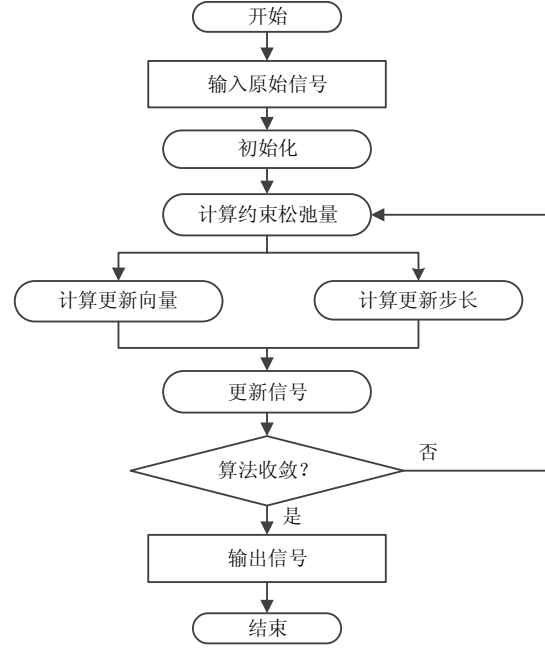 开始
输入原始信号
初始化
计算约束松弛量
计算更新向量
计算更新步长
更新信号
算法收敛？
否
是
输出信号
结束